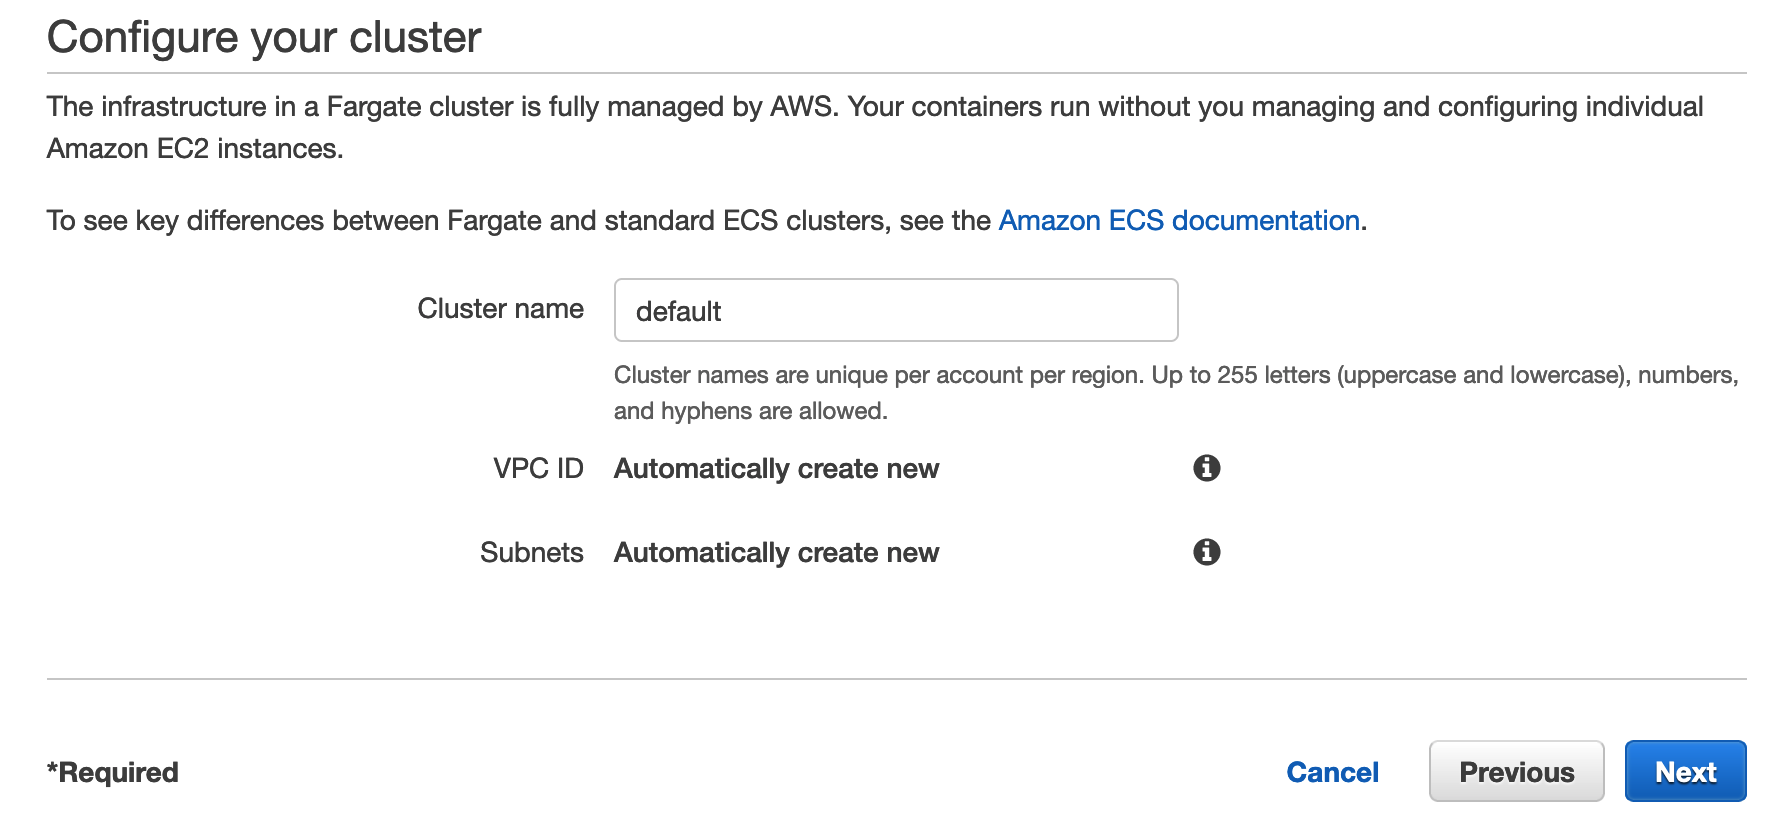 Configure your cluster
The infrastructure in a Fargate cluster is fully managed by AWS. Your containers run without you managing and configuring individual
Amazon EC2 instances.
To see key differences between Fargate and standard ECS clusters, see the Amazon ECS documentation.
Cluster name default
Cluster names are unique per account per region. Up to 255 letters (uppercase and lowercase), numbers,
and hyphens are allowed.
VPC ID Automatically create new
Subnets Automatically create new
*Required Cancel Previous Next